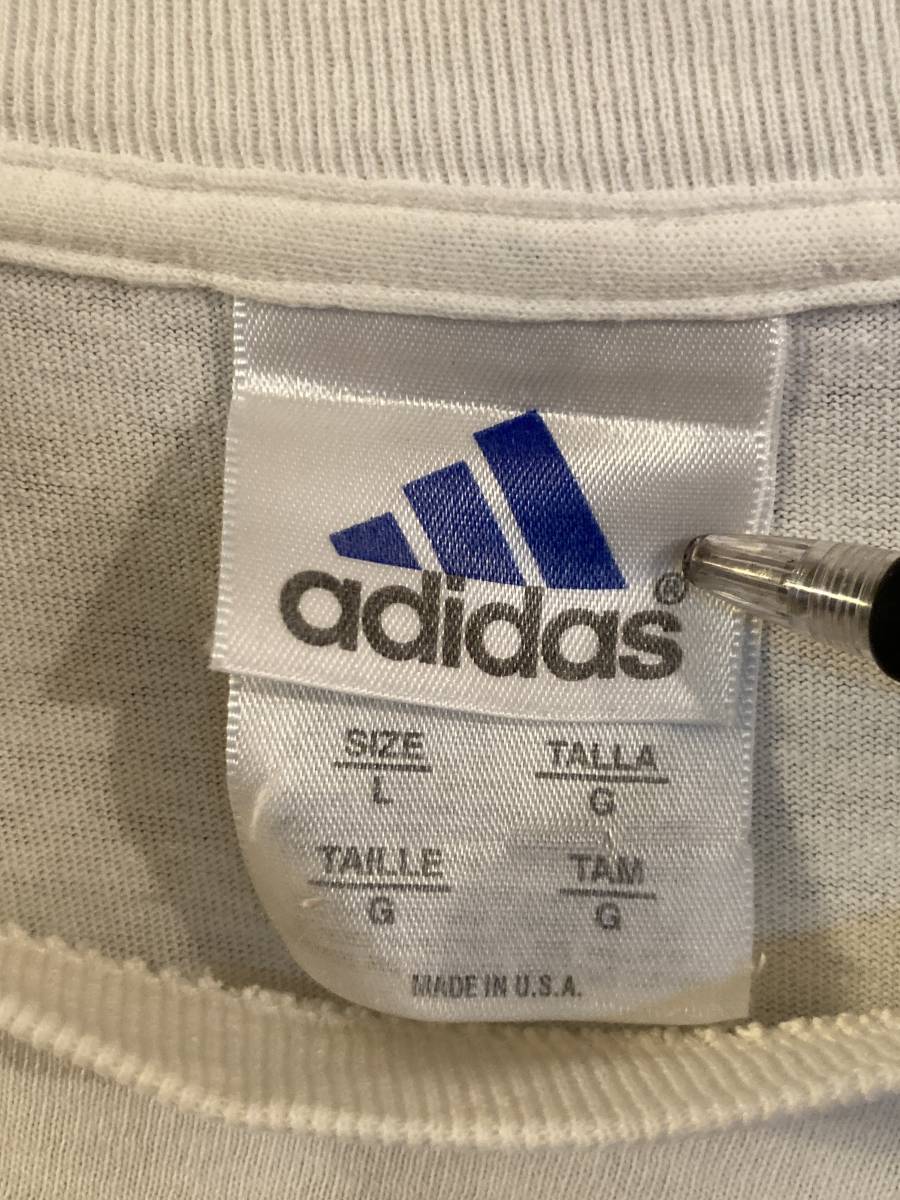 adidas®
SIZE TALLA
L G
TAILLE TAM
G G
MADE IN U.S.A.